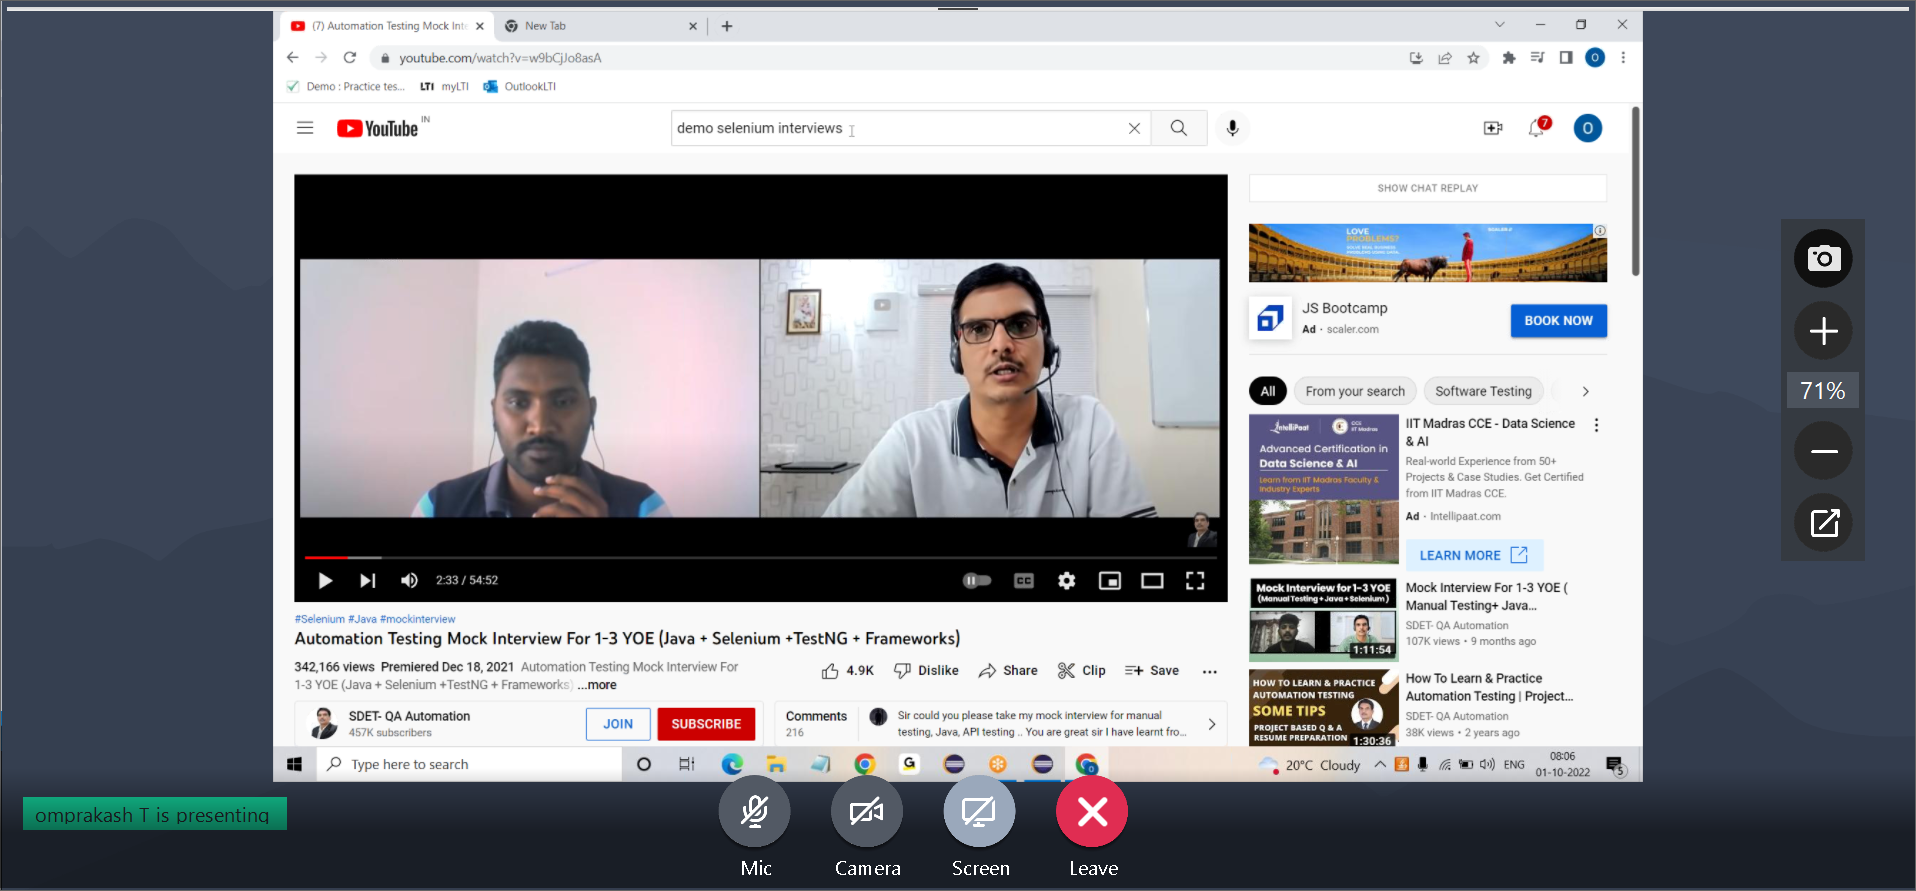 (7) Automation Testing Mock Inte
New Tab
youtube.com/watch?v=w9bCjJo8asA
Demo : Practice tes...
LTI myLTI
OutlookLTI
YouTube IN
demo selenium interviews
7
O
SHOW CHAT REPLAY
LOVE
PROBLEMS?
SCALER
JS Bootcamp
Ad · scaler.com
BOOK NOW
All
From your search
Software Testing
2:33 / 54:52
CC
IntelliPaat
CCE
IIT Madras
Advanced Certification in
Data Science & AI
Learn from IIT Madras Faculty &
Industry Experts
IIT Madras CCE - Data Science
& AI
Real-world Experience from 50+
Projects & Case Studies. Get Certified
from IIT Madras CCE.
Ad · Intellipaat.com
LEARN MORE
Mock Interview for 1-3 YOE
(Manual Testing + Java + Selenium )
1:11:54
Mock Interview For 1-3 YOE (
Manual Testing+ Java...
SDET- QA Automation
107K views • 9 months ago
HOW TO LEARN & PRACTICE
AUTOMATION TESTING
SOME TIPS
PROJECT BASED Q & A
RESUME PREPARATION
1:30:36
How To Learn & Practice
Automation Testing | Project...
SDET- QA Automation
38K views • 2 years ago
#Selenium #Java #mockinterview
Automation Testing Mock Interview For 1-3 YOE (Java + Selenium +TestNG + Frameworks)
342,166 views Premiered Dec 18, 2021 Automation Testing Mock Interview For
1-3 YOE (Java + Selenium +TestNG + Frameworks) ...more
4.9K
Dislike
Share
Clip
Save
SDET- QA Automation
457K subscribers
JOIN
SUBSCRIBE
Comments
216
Sir could you please take my mock interview for manual
testing, Java, API testing .. You are great sir I have learnt fro...
Type here to search
G
20°C Cloudy
ENG
08:06
01-10-2022
5
71%
omprakash T is presenting
Mic
Camera
Screen
Leave